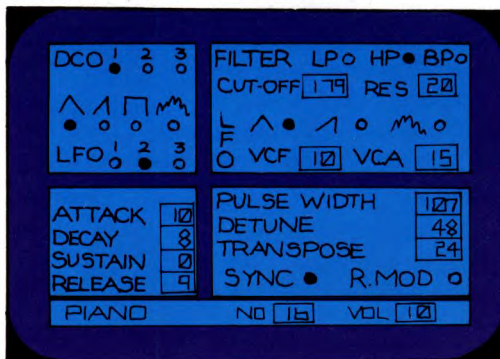 DCO 1 2 3
LFO 1 2 3
FILTER LP HP BP
CUT-OFF 179 RES 20
LFO
VCF 10 VCA 15
ATTACK 10
DECAY 8
SUSTAIN 0
RELEASE 9
PULSE WIDTH 107
DETUNE 48
TRANSPOSE 24
SYNC R.MOD
PIANO NO 16 VOL 10